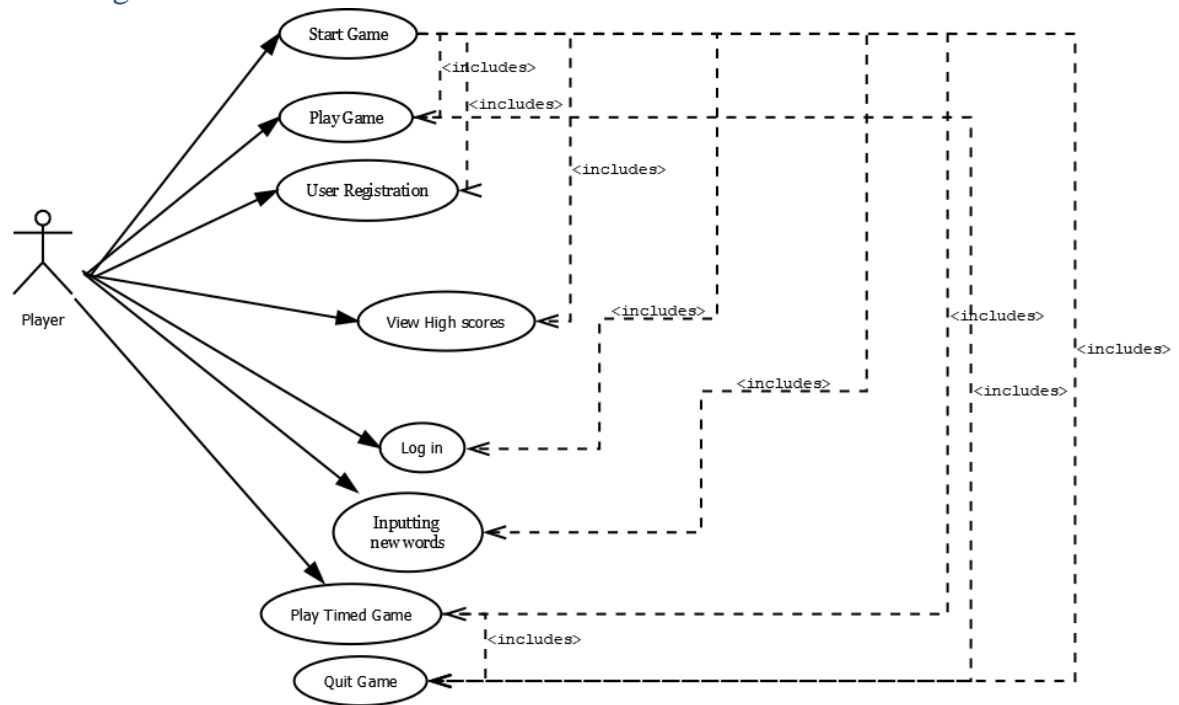 Start Game
<includes>
Play Game
<includes>
<includes>
User Registration
Player
View High scores
<includes>
<includes>
<includes>
<includes>
<includes>
Log in
Inputting
new words
Play Timed Game
<includes>
Quit Game